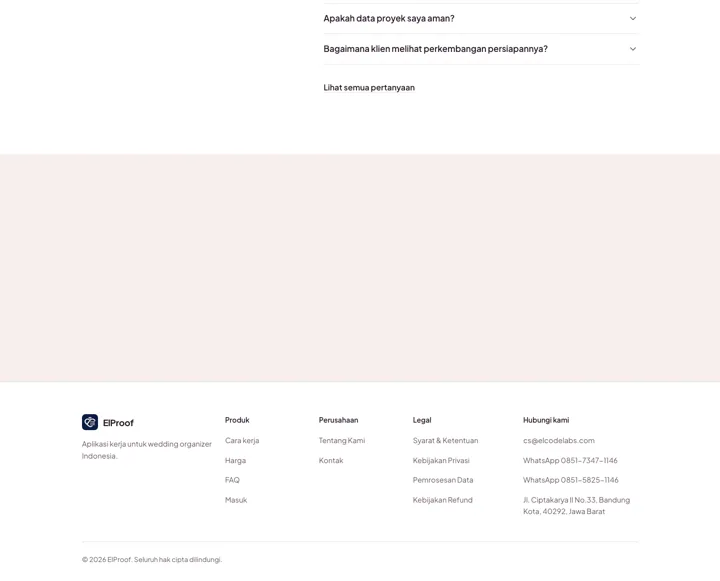 Apakah data proyek saya aman?
Bagaimana klien melihat perkembangan persiapannya?
Lihat semua pertanyaan
ElProof
Aplikasi kerja untuk wedding organizer
Indonesia.
Produk
Cara kerja
Harga
FAQ
Masuk
Perusahaan
Tentang Kami
Kontak
Legal
Syarat & Ketentuan
Kebijakan Privasi
Pemrosesan Data
Kebijakan Refund
Hubungi kami
cs@elcodelabs.com
WhatsApp 0851-7347-1146
WhatsApp 0851-5825-1146
Jl. Ciptakarya II No.33, Bandung
Kota, 40292, Jawa Barat
© 2026 ElProof. Seluruh hak cipta dilindungi.